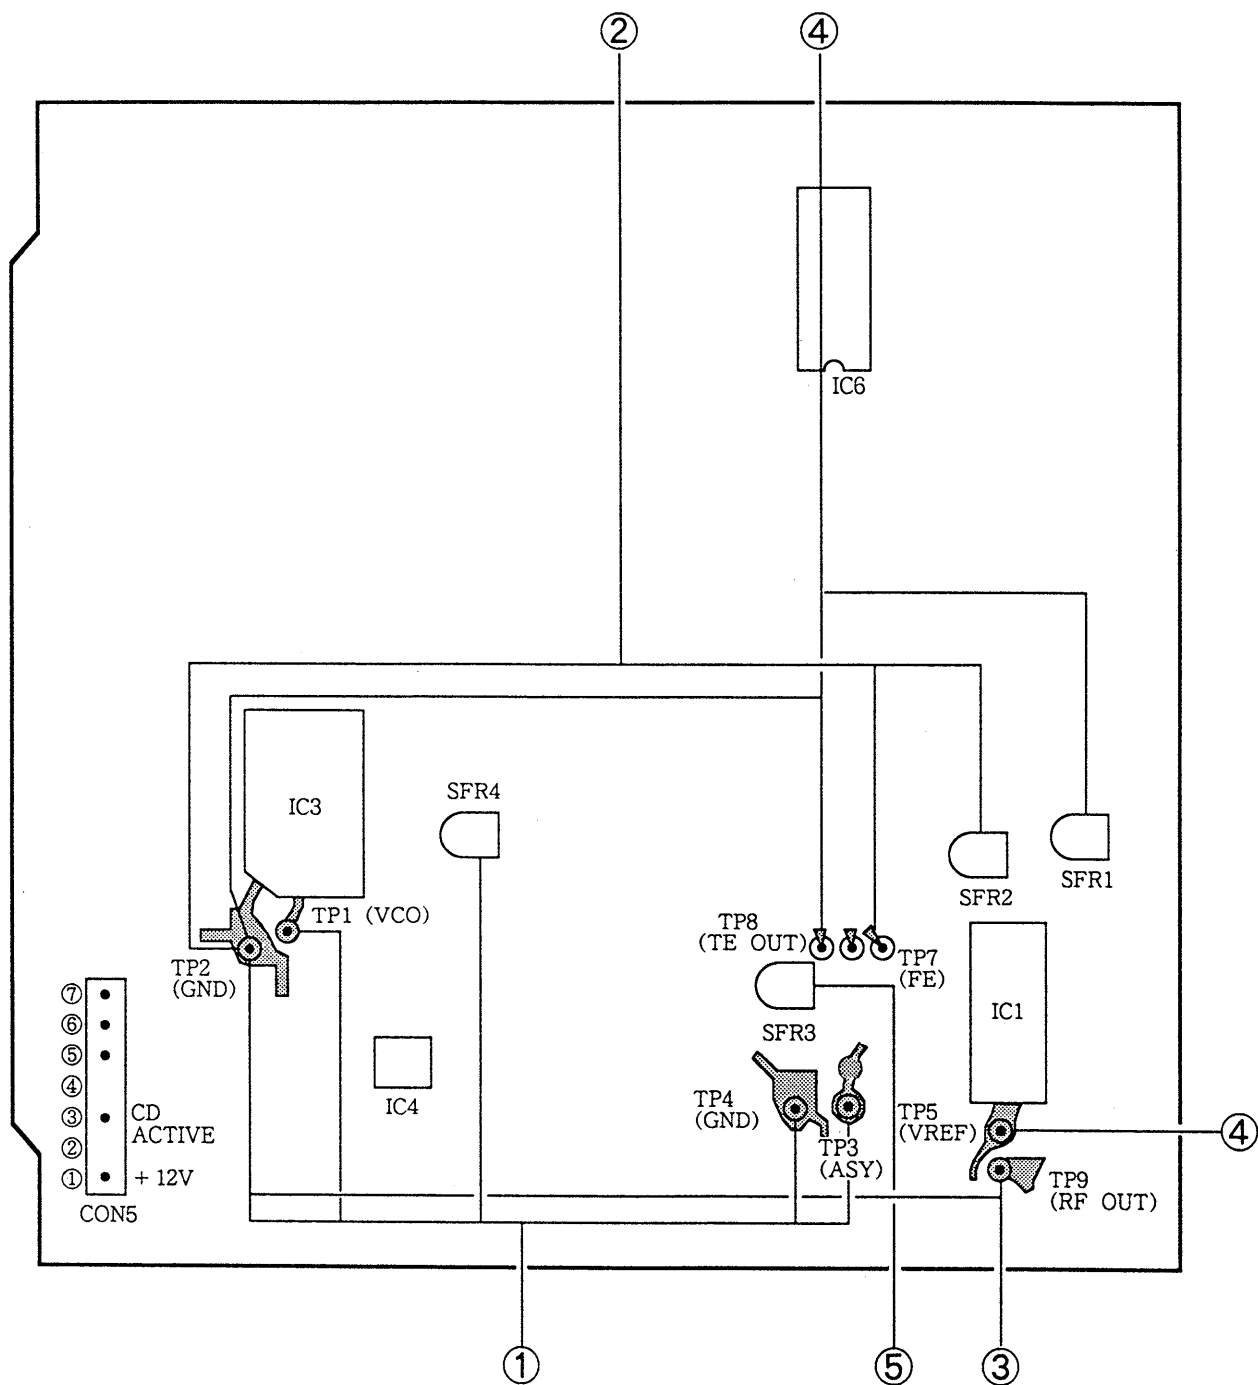 ② ④
IC6
IC3
SFR4
SFR2
SFR1
TP1 (VCO)
TP8
(TE OUT)
TP7
(FE)
TP2
(GND)
SFR3
IC1
⑦
⑥
⑤
④
③ CD
ACTIVE
②
① + 12V
CON5
IC4
TP4
(GND)
TP3
(ASY)
TP5
(VREF)
④
TP9
(RF OUT)
① ⑤ ③